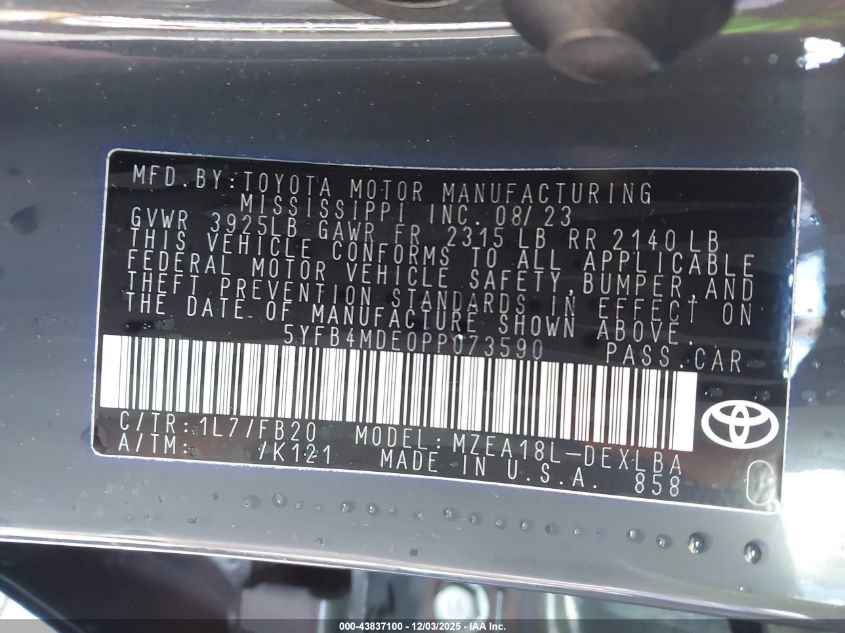 MFD.BY:TOYOTA MOTOR MANUFACTURING
MISSISSIPPI INC. 08/23
GVWR 3925LB GAWR FR 2315 LB RR 2140 LB
THIS VEHICLE CONFORMS TO ALL APPLICABLE
FEDERAL MOTOR VEHICLE SAFETY, BUMPER, AND
THEFT PREVENTION STANDARDS IN EFFECT ON
THE DATE OF MANUFACTURE SHOWN ABOVE.
5YFB4MDE0PP073590 PASS.CAR
C/TR: 1L7/FB20 MODEL: MZEA18L-DEXLBA
A/TM: /K121 MADE IN U.S.A. 858
000-43837100 - 12/03/2025 - IAA Inc.